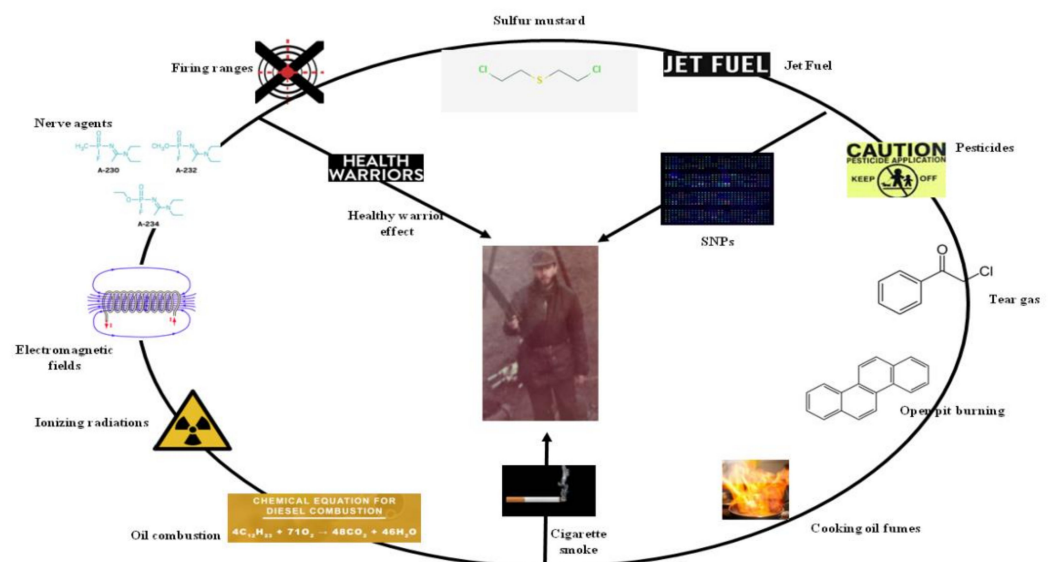 Sulfur mustard
Firing ranges
Cl
S
Cl
JET FUEL
Jet Fuel
Nerve agents
A-230
A-232
A-234
HEALTH
WARRIORS
Healthy warrior
effect
SNPs
CAUTION
PESTICIDE APPLICATION
KEEP OFF
Pesticides
O
Cl
Tear gas
Electromagnetic
fields
Ionizing radiations
Open pit burning
CHEMICAL EQUATION FOR
DIESEL COMBUSTION
Oil combustion
Cigarette
smoke
Cooking oil fumes